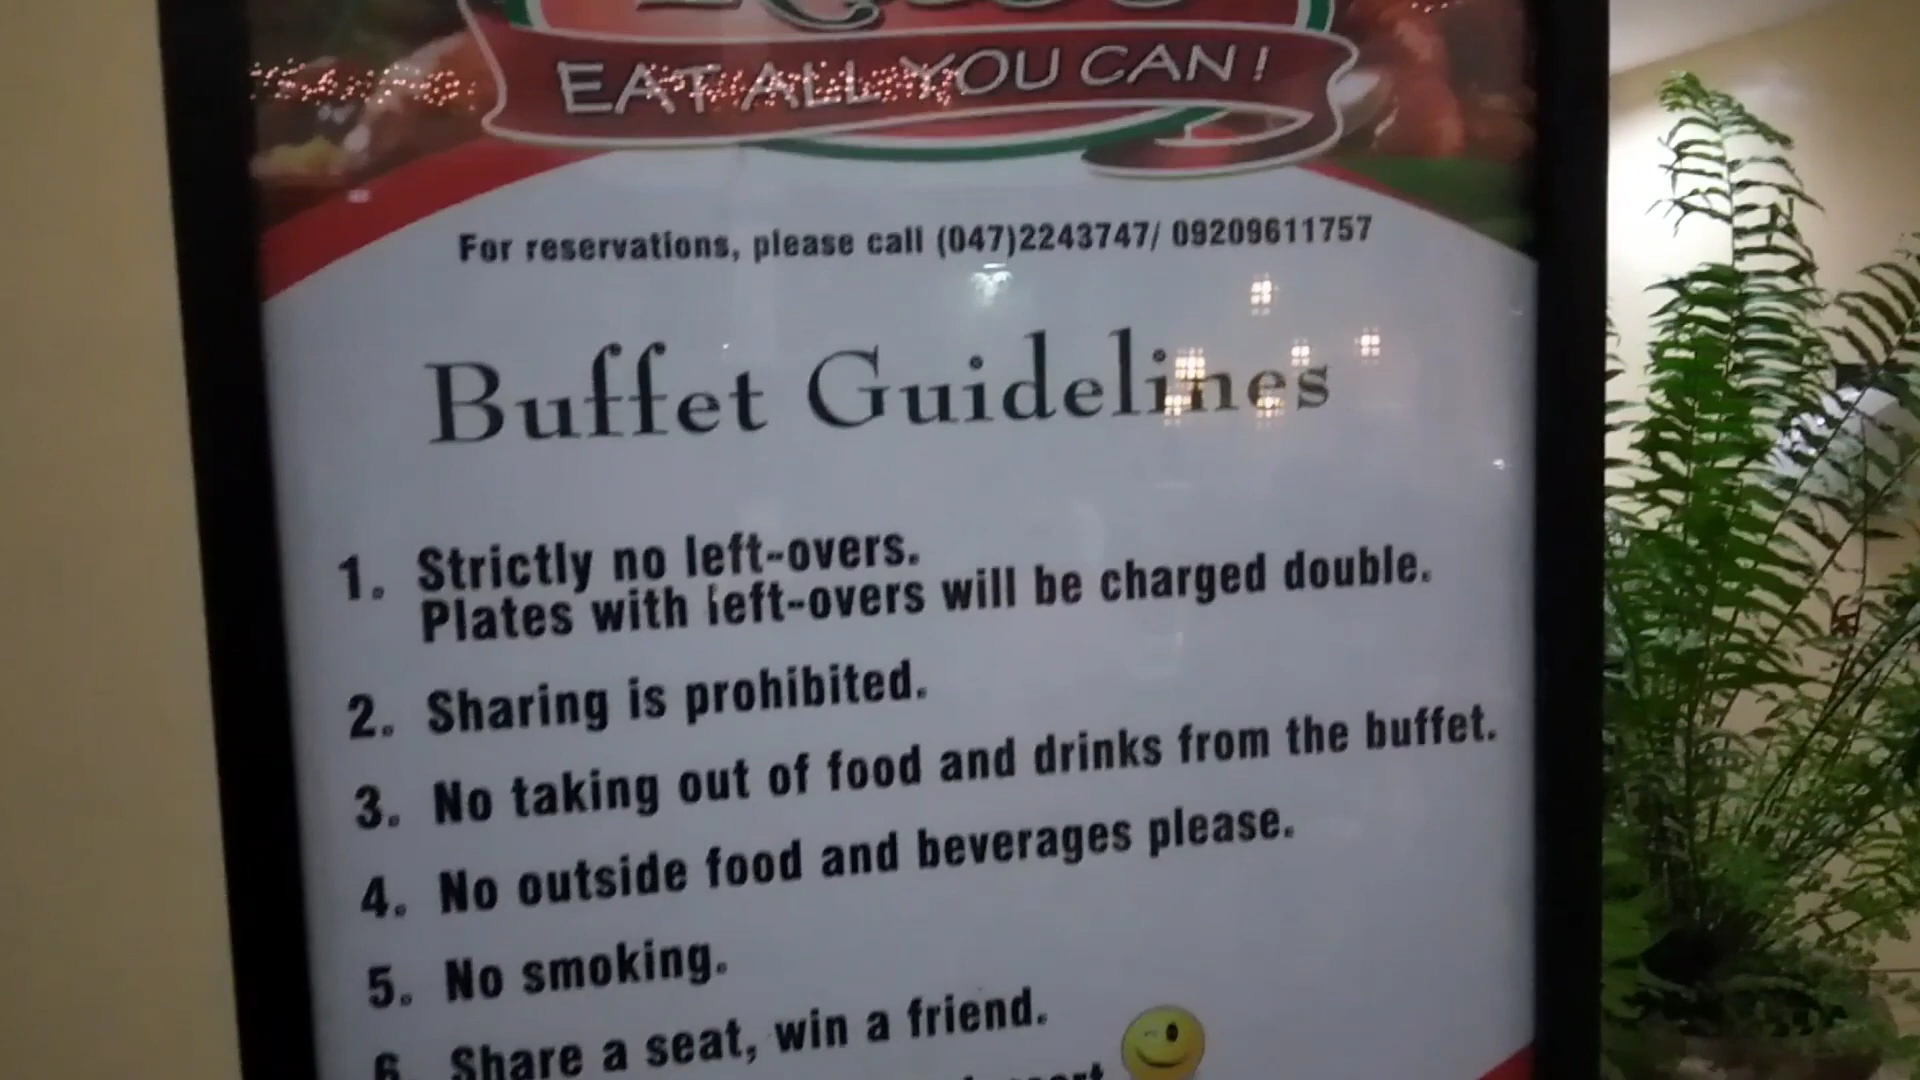 EAT ALL YOU CAN!
For reservations, please call (047)2243747/ 09209611757
Buffet Guidelines
1. Strictly no left-overs.
Plates with left-overs will be charged double.
2. Sharing is prohibited.
3. No taking out of food and drinks from the buffet.
4. No outside food and beverages please.
5. No smoking.
6. Share a seat, win a friend.